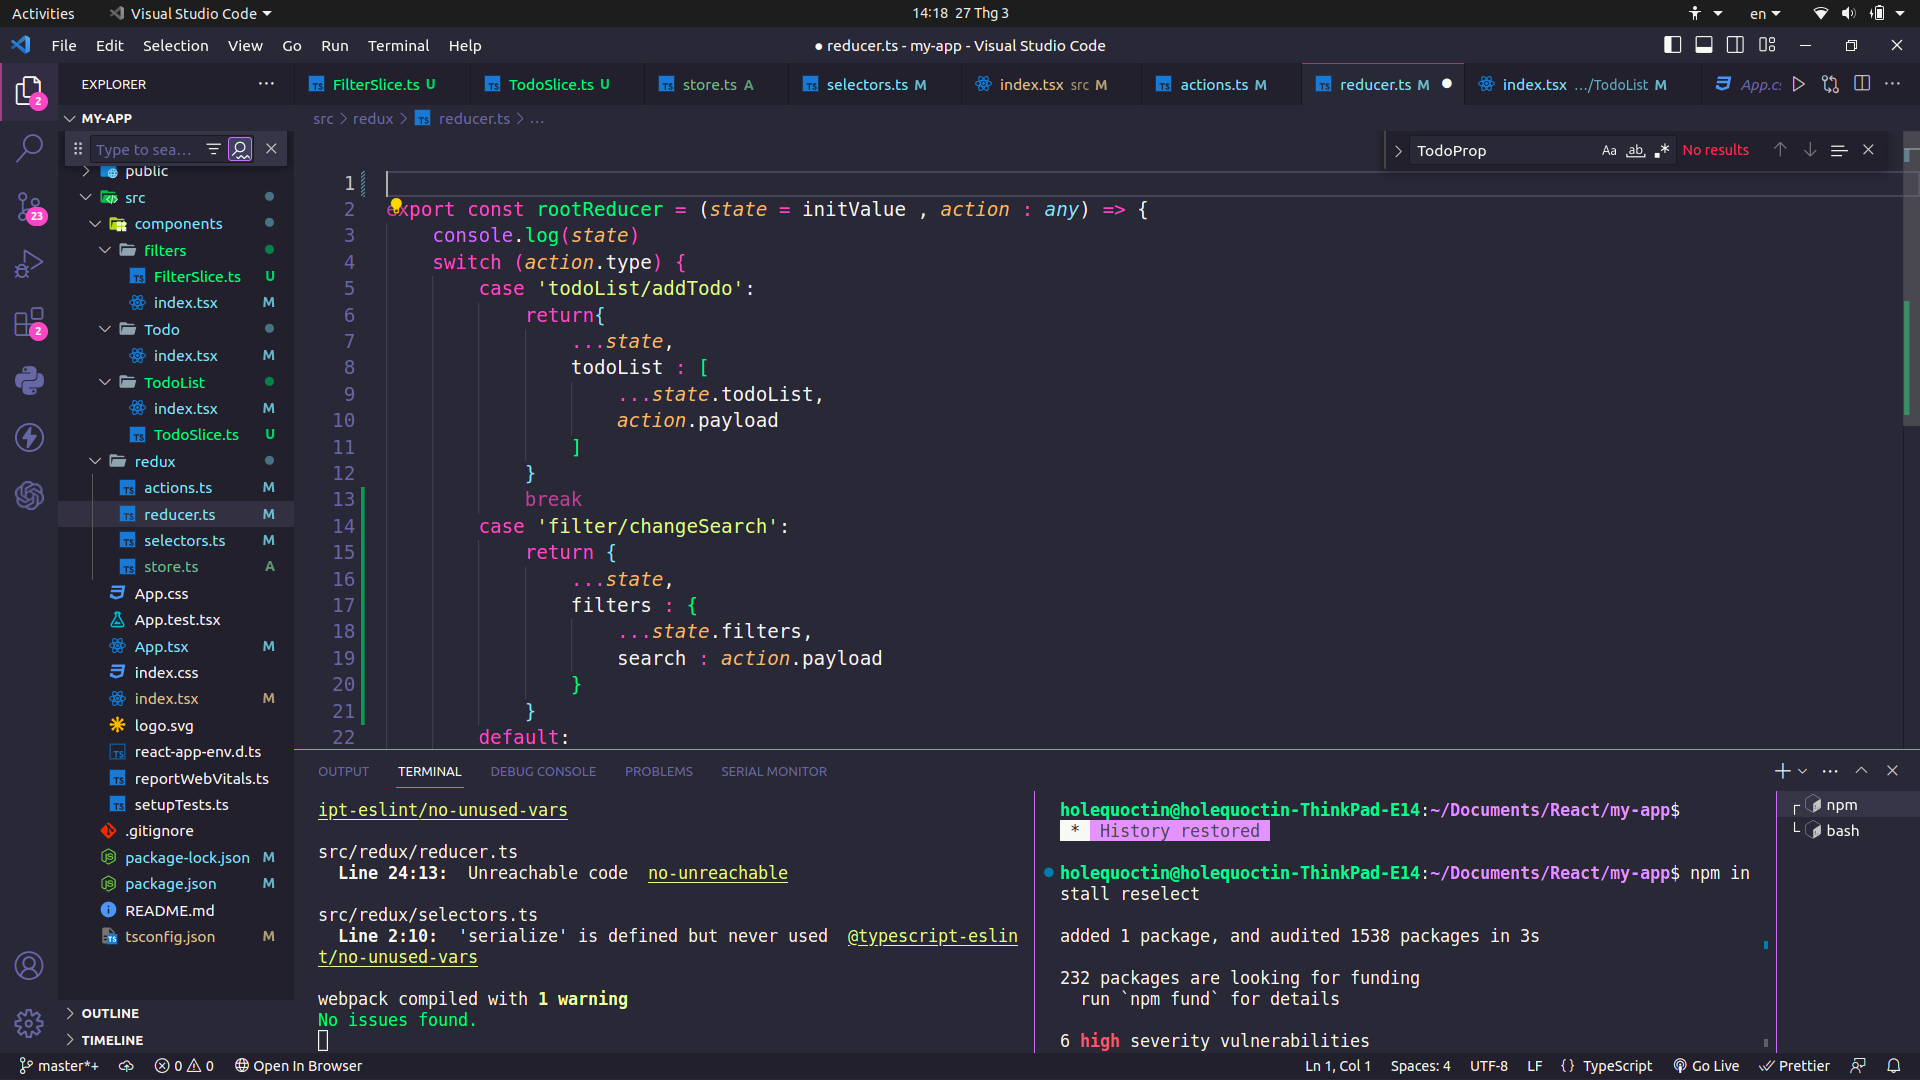 Activities
Visual Studio Code
14:18 27 Thg 3
en
File Edit Selection View Go Run Terminal Help
● reducer.ts - my-app - Visual Studio Code
EXPLORER
FilterSlice.ts U
TodoSlice.ts U
store.ts A
selectors.ts M
index.tsx src M
actions.ts M
reducer.ts M
index.tsx .../TodoList M
App.c
MY-APP
src > redux > reducer.ts > ...
Type to sea...
TodoProp
Aa ab .*
No results
public
src
components
filters
FilterSlice.ts U
index.tsx M
Todo
index.tsx M
TodoList
index.tsx M
TodoSlice.ts U
redux
actions.ts M
reducer.ts M
selectors.ts M
store.ts A
App.css
App.test.tsx
App.tsx M
index.css
index.tsx M
logo.svg
react-app-env.d.ts
reportWebVitals.ts
setupTests.ts
.gitignore
package-lock.json M
package.json M
README.md
tsconfig.json M
OUTLINE
TIMELINE
2
23
2
1
2 export const rootReducer = (state = initValue , action : any) => {
3 console.log(state)
4 switch (action.type) {
5 case 'todoList/addTodo':
6 return{
7 ...state,
8 todoList : [
9 ...state.todoList,
10 action.payload
11 ]
12 }
13 break
14 case 'filter/changeSearch':
15 return {
16 ...state,
17 filters : {
18 ...state.filters,
19 search : action.payload
20 }
21 }
22 default:
OUTPUT TERMINAL DEBUG CONSOLE PROBLEMS SERIAL MONITOR
ipt-eslint/no-unused-vars
src/redux/reducer.ts
Line 24:13: Unreachable code no-unreachable
src/redux/selectors.ts
Line 2:10: 'serialize' is defined but never used @typescript-eslin
t/no-unused-vars
webpack compiled with 1 warning
No issues found.
holequoctin@holequoctin-ThinkPad-E14:~/Documents/React/my-app$
* History restored
holequoctin@holequoctin-ThinkPad-E14:~/Documents/React/my-app$ npm in
stall reselect
added 1 package, and audited 1538 packages in 3s
232 packages are looking for funding
run `npm fund` for details
6 high severity vulnerabilities
npm
bash
master*+
0 0
Open In Browser
Ln 1, Col 1
Spaces: 4
UTF-8
LF
{ } TypeScript
Go Live
Prettier